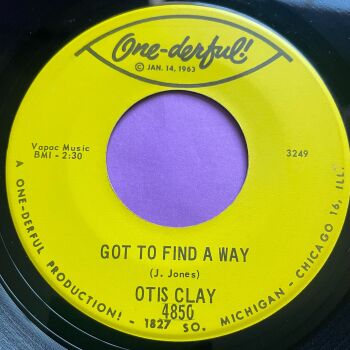 One-derful!
© JAN. 14, 1963
Vapac Music
BMI - 2:30
3249
GOT TO FIND A WAY
(J. Jones)
OTIS CLAY
4850
A ONE-DERFUL PRODUCTION! - 1827 SO. MICHIGAN - CHICAGO 16, ILL.